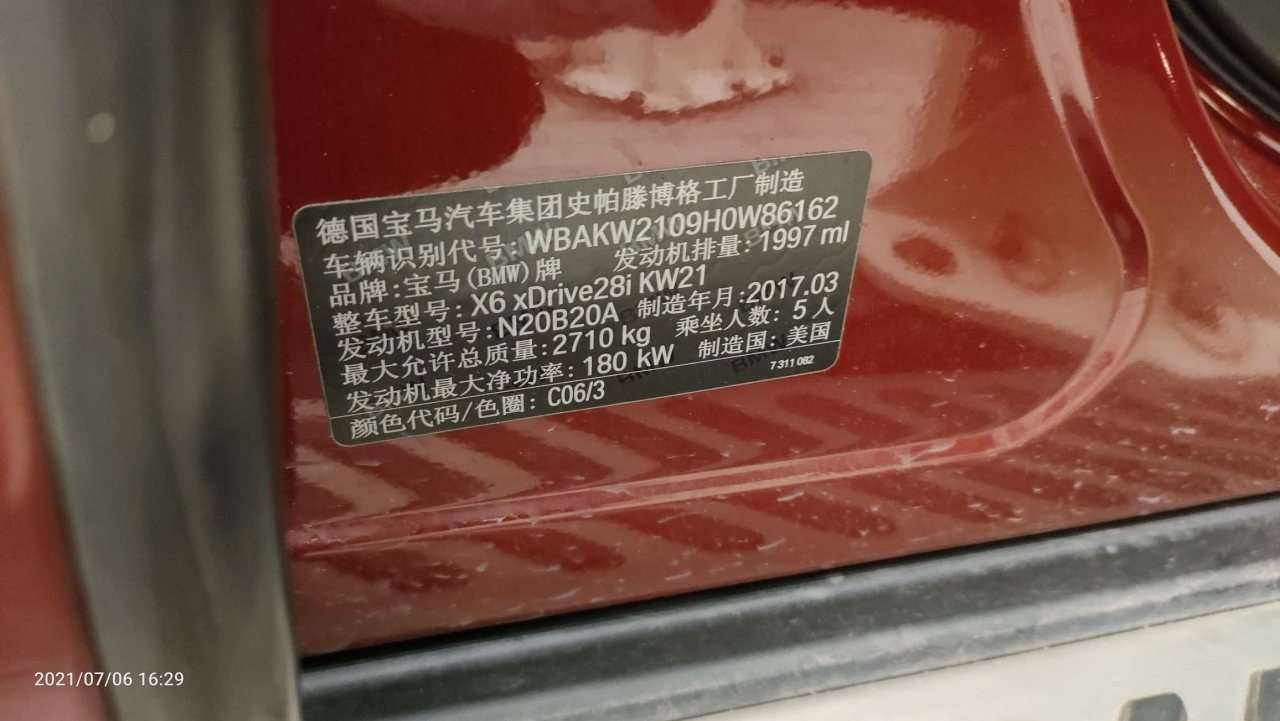 德国宝马汽车集团史帕滕博格工厂制造
车辆识别代号: WBAKW2109H0W86162
品牌: 宝马(BMW)牌 发动机排量: 1997 ml
整车型号: X6 xDrive28i KW21
发动机型号: N20B20A 制造年月: 2017.03
最大允许总质量: 2710 kg 乘坐人数: 5 人
发动机最大净功率: 180 kW 制造国: 美国
颜色代码/色圈: C06/3 7 311 082
2021/07/06 16:29